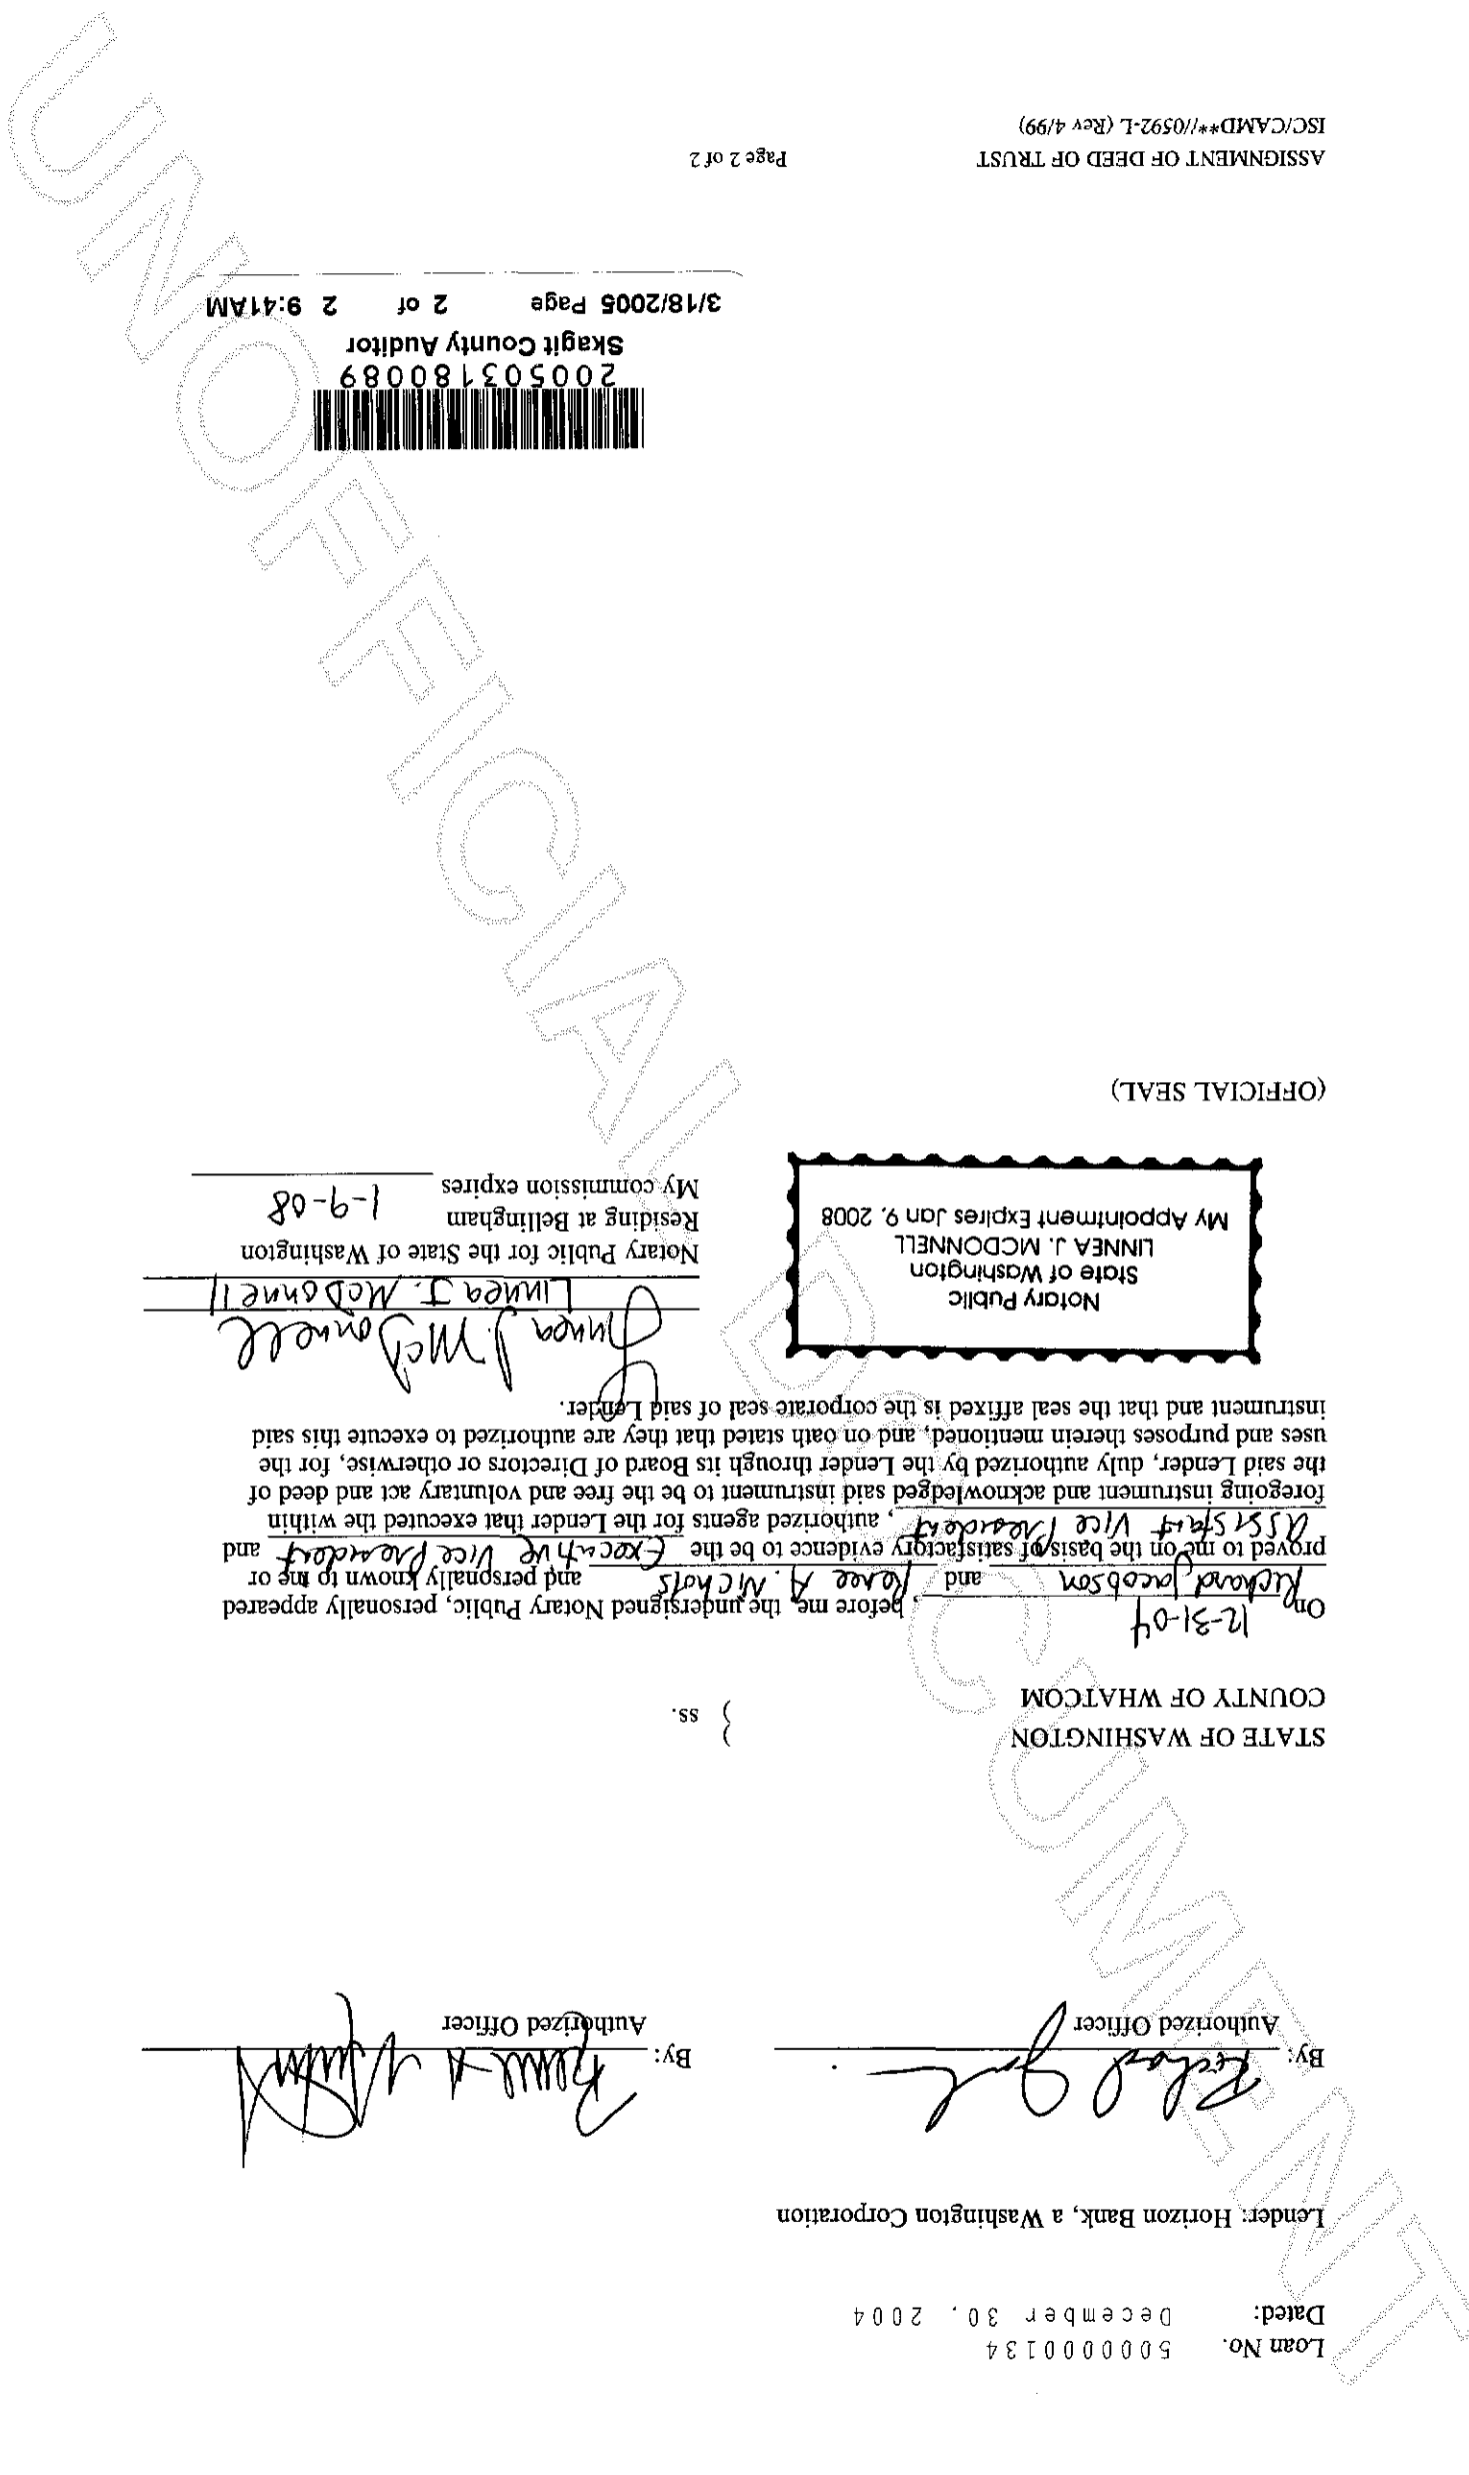 Loan No. 5000000134
Dated: December 30, 2004
Lender: Horizon Bank, a Washington Corporation
By: By:
Authorized Officer Authorized Officer
STATE OF WASHINGTON
COUNTY OF WHATCOM } ss.
On 12-31-04, before me, the undersigned Notary Public, personally appeared
Richard Jacobson and Renee A. Nichols and personally known to me or
proved to me on the basis of satisfactory evidence to be the Executive Vice President and
Assistant Vice President, authorized agents for the Lender that executed the within
foregoing instrument and acknowledged said instrument to be the free and voluntary act and deed of
the said Lender, duly authorized by the Lender through its Board of Directors or otherwise, for the
uses and purposes therein mentioned, and on oath stated that they are authorized to execute this said
instrument and that the seal affixed is the corporate seal of said Lender.
Linnea J. McDonnell
Linnea J. McDonnell
Notary Public for the State of Washington
Residing at Bellingham
My commission expires 1-9-08
Notary Public
State of Washington
LINNEA J. MCDONNELL
My Appointment Expires Jan 9, 2008
(OFFICIAL SEAL)
200503180089
Skagit County Auditor
3/18/2005 Page 2 of 2 9:41AM
ASSIGNMENT OF DEED OF TRUST Page 2 of 2
ISC/CAMD**//0592-L (Rev 4/99)
UNOFFICIAL DOCUMENT